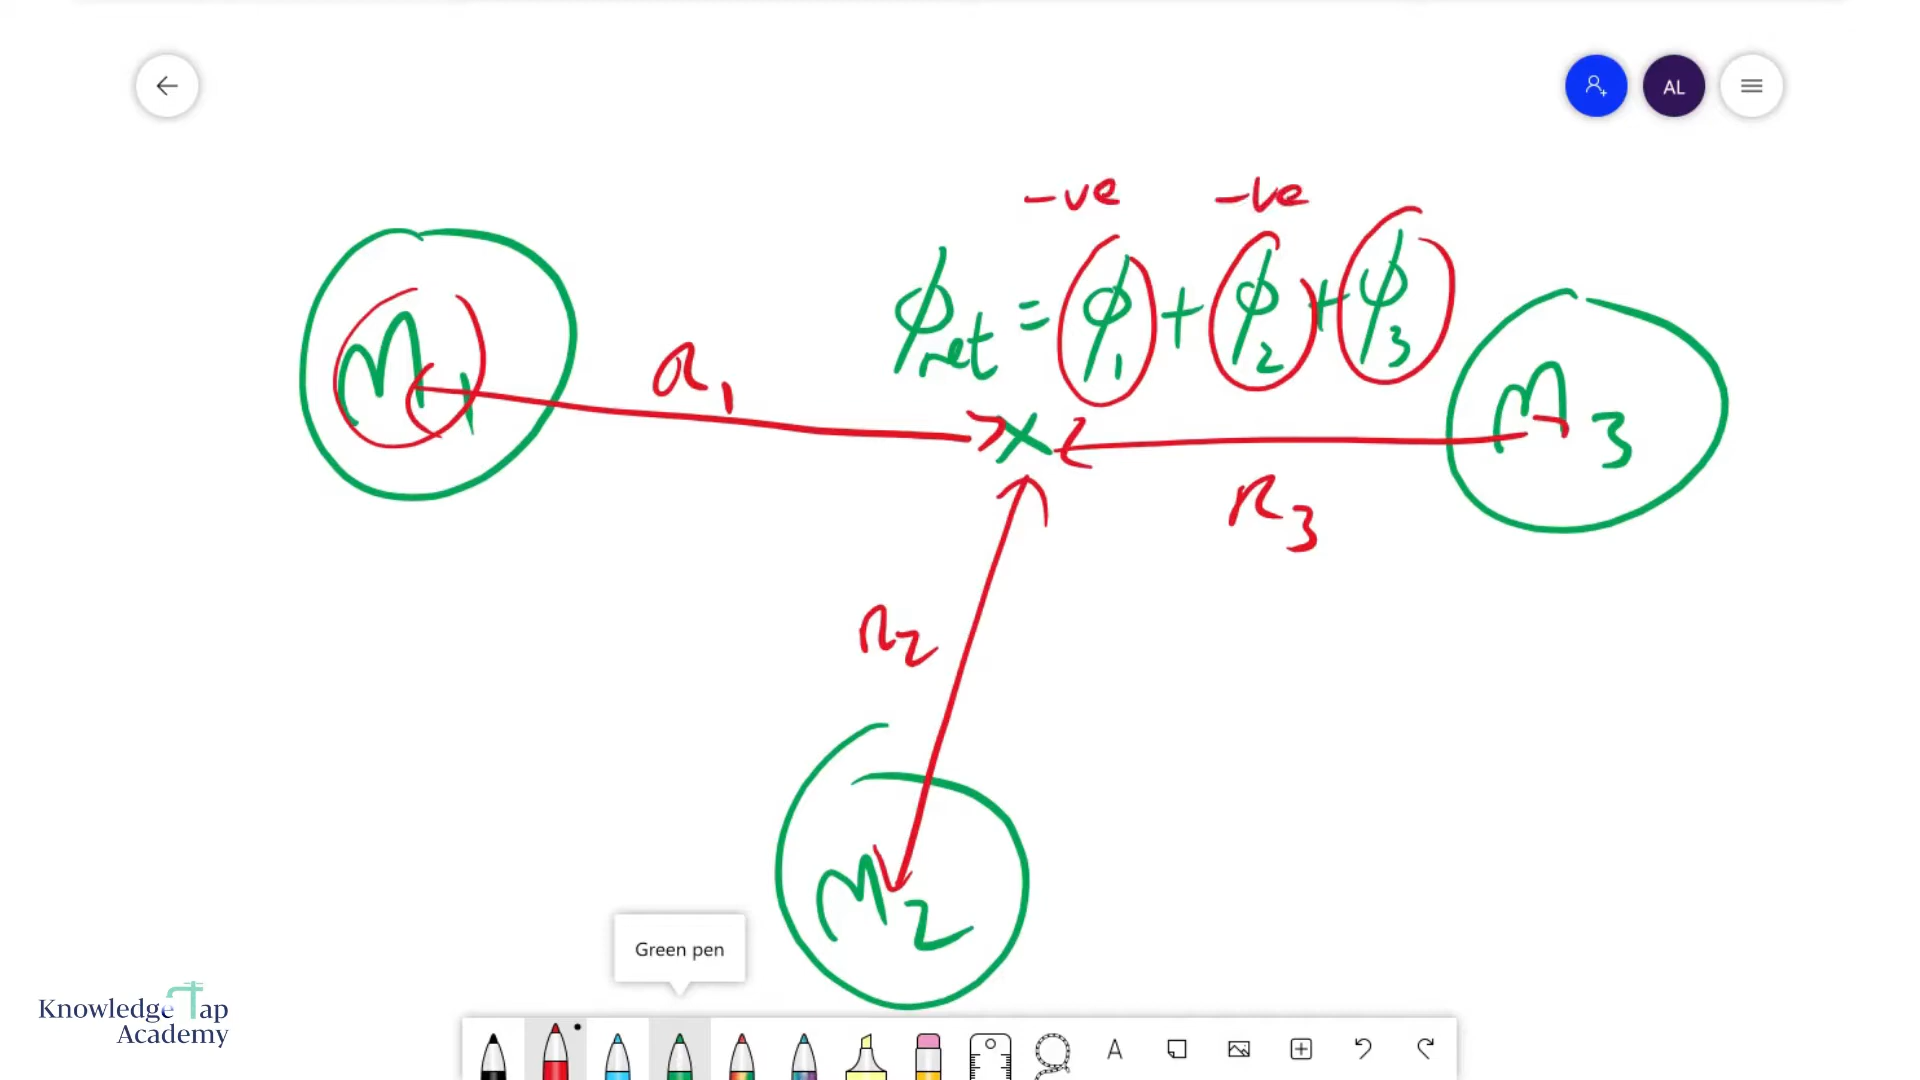 AL
-ve -ve
ϕnet = ϕ1 + ϕ2 + ϕ3
M1
R1
M3
R3
R2
M2
Green pen
Knowledge Tap
Academy
A